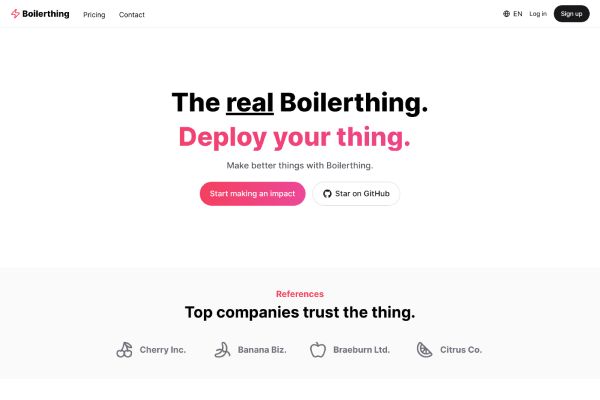 Boilerthing Pricing Contact EN Log in Sign up
The real Boilerthing.
Deploy your thing.
Make better things with Boilerthing.
Start making an impact Star on GitHub
References
Top companies trust the thing.
Cherry Inc. Banana Biz. Braeburn Ltd. Citrus Co.